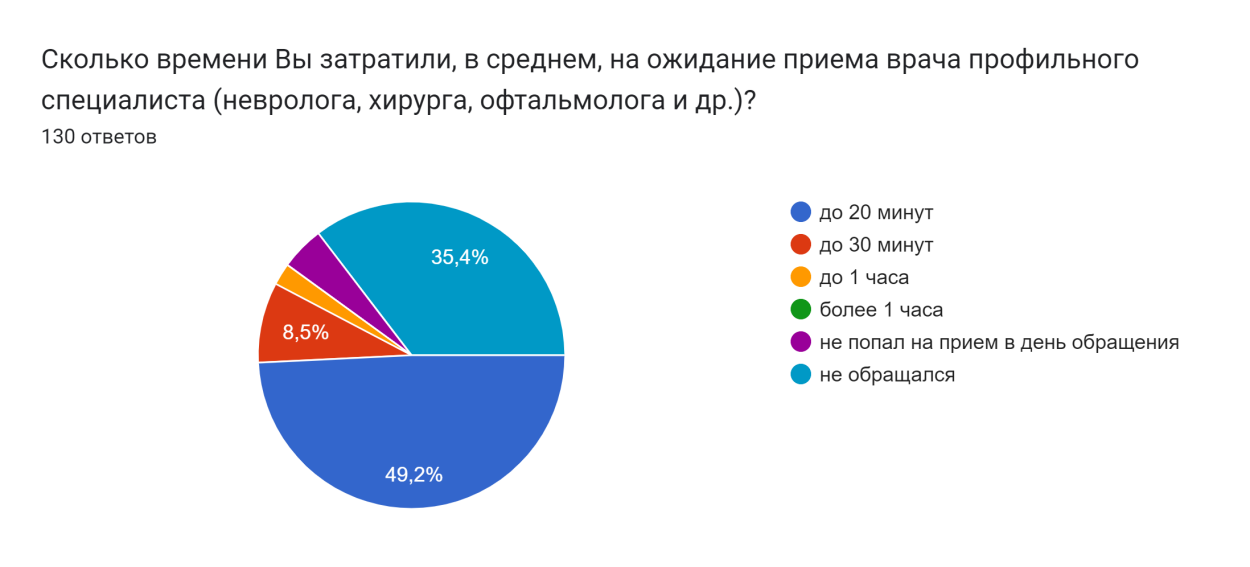 Сколько времени Вы затратили, в среднем, на ожидание приема врача профильного
специалиста (невролога, хирурга, офтальмолога и др.)?
130 ответов
35,4%
8,5%
49,2%
до 20 минут
до 30 минут
до 1 часа
более 1 часа
не попал на прием в день обращения
не обращался